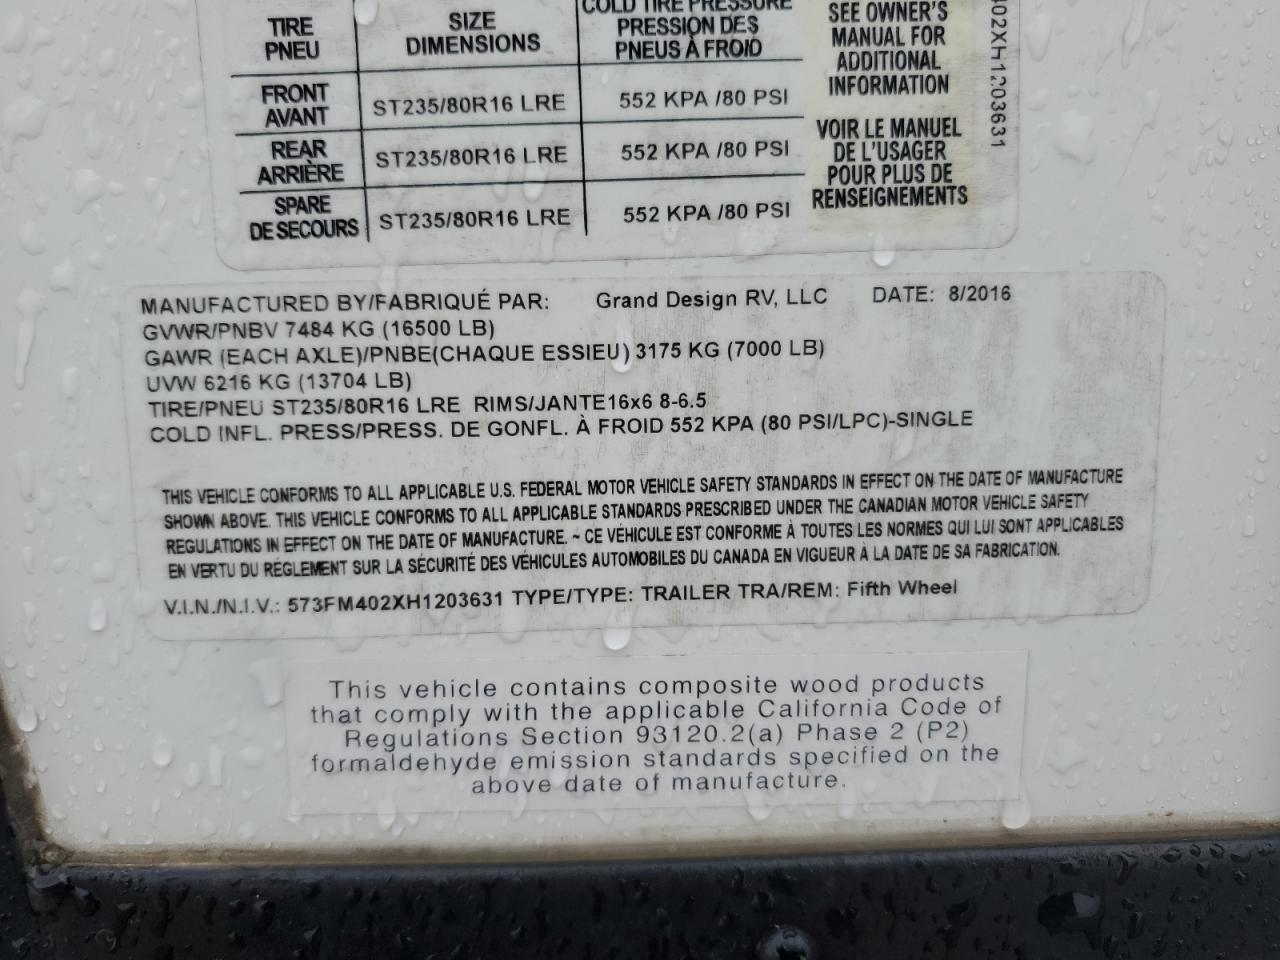 TIRE
PNEU
SIZE
DIMENSIONS
COLD TIRE PRESSURE
PRESSION DES
PNEUS À FROID
FRONT
AVANT
ST235/80R16 LRE
552 KPA /80 PSI
REAR
ARRIÈRE
ST235/80R16 LRE
552 KPA /80 PSI
SPARE
DE SECOURS
ST235/80R16 LRE
552 KPA /80 PSI
SEE OWNER'S
MANUAL FOR
ADDITIONAL
INFORMATION
VOIR LE MANUEL
DE L'USAGER
POUR PLUS DE
RENSEIGNEMENTS
402XH1203631
MANUFACTURED BY/FABRIQUÉ PAR: Grand Design RV, LLC DATE: 8/2016
GVWR/PNBV 7484 KG (16500 LB)
GAWR (EACH AXLE)/PNBE(CHAQUE ESSIEU) 3175 KG (7000 LB)
UVW 6216 KG (13704 LB)
TIRE/PNEU ST235/80R16 LRE RIMS/JANTE16x6 8-6.5
COLD INFL. PRESS/PRESS. DE GONFL. À FROID 552 KPA (80 PSI/LPC)-SINGLE
THIS VEHICLE CONFORMS TO ALL APPLICABLE U.S. FEDERAL MOTOR VEHICLE SAFETY STANDARDS IN EFFECT ON THE DATE OF MANUFACTURE
SHOWN ABOVE. THIS VEHICLE CONFORMS TO ALL APPLICABLE STANDARDS PRESCRIBED UNDER THE CANADIAN MOTOR VEHICLE SAFETY
REGULATIONS IN EFFECT ON THE DATE OF MANUFACTURE. ~ CE VÉHICULE EST CONFORME À TOUTES LES NORMES QUI LUI SONT APPLICABLES
EN VERTU DU RÉGLEMENT SUR LA SÉCURITÉ DES VÉHICULES AUTOMOBILES DU CANADA EN VIGUEUR À LA DATE DE SA FABRICATION.
V.I.N./N.I.V.: 573FM402XH1203631 TYPE/TYPE: TRAILER TRA/REM: Fifth Wheel
This vehicle contains composite wood products
that comply with the applicable California Code of
Regulations Section 93120.2(a) Phase 2 (P2)
formaldehyde emission standards specified on the
above date of manufacture.